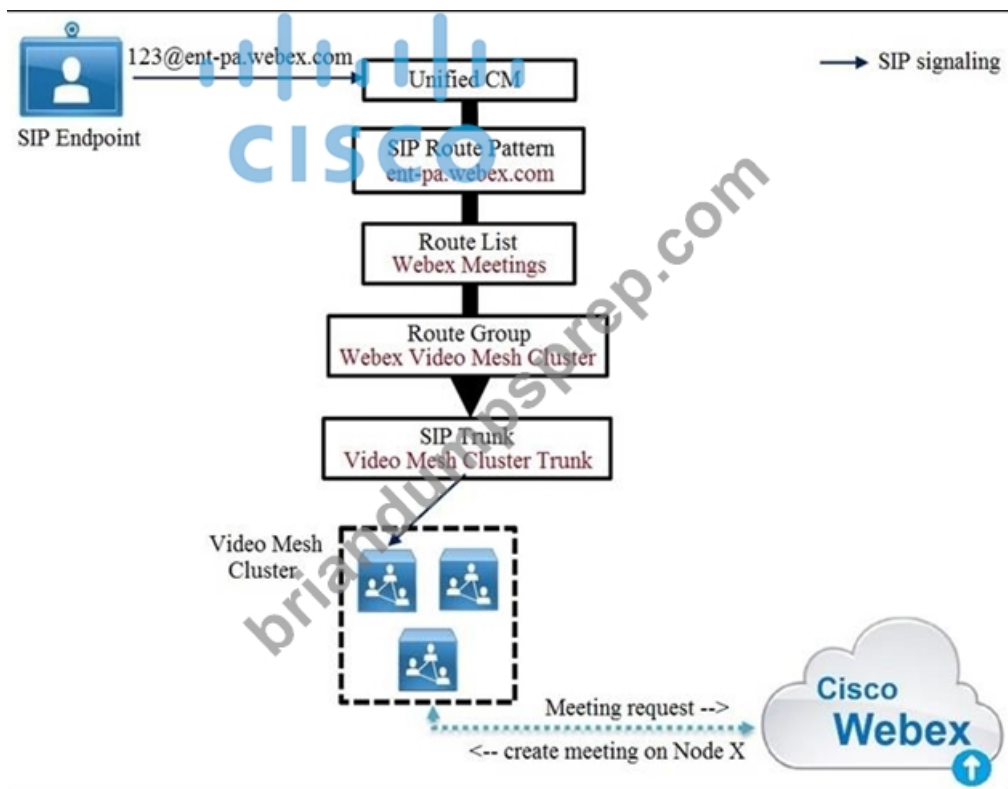 123@ent-pa.webex.com
SIP signaling
Unified CM
SIP Endpoint
CISCO
SIP Route Pattern
ent-pa.webex.com
Route List
Webex Meetings
Route Group
Webex Video Mesh Cluster
SIP Trunk
Video Mesh Cluster Trunk
Video Mesh
Cluster
Meeting request -->
<-- create meeting on Node X
Cisco
Webex
briandumpsprep.com